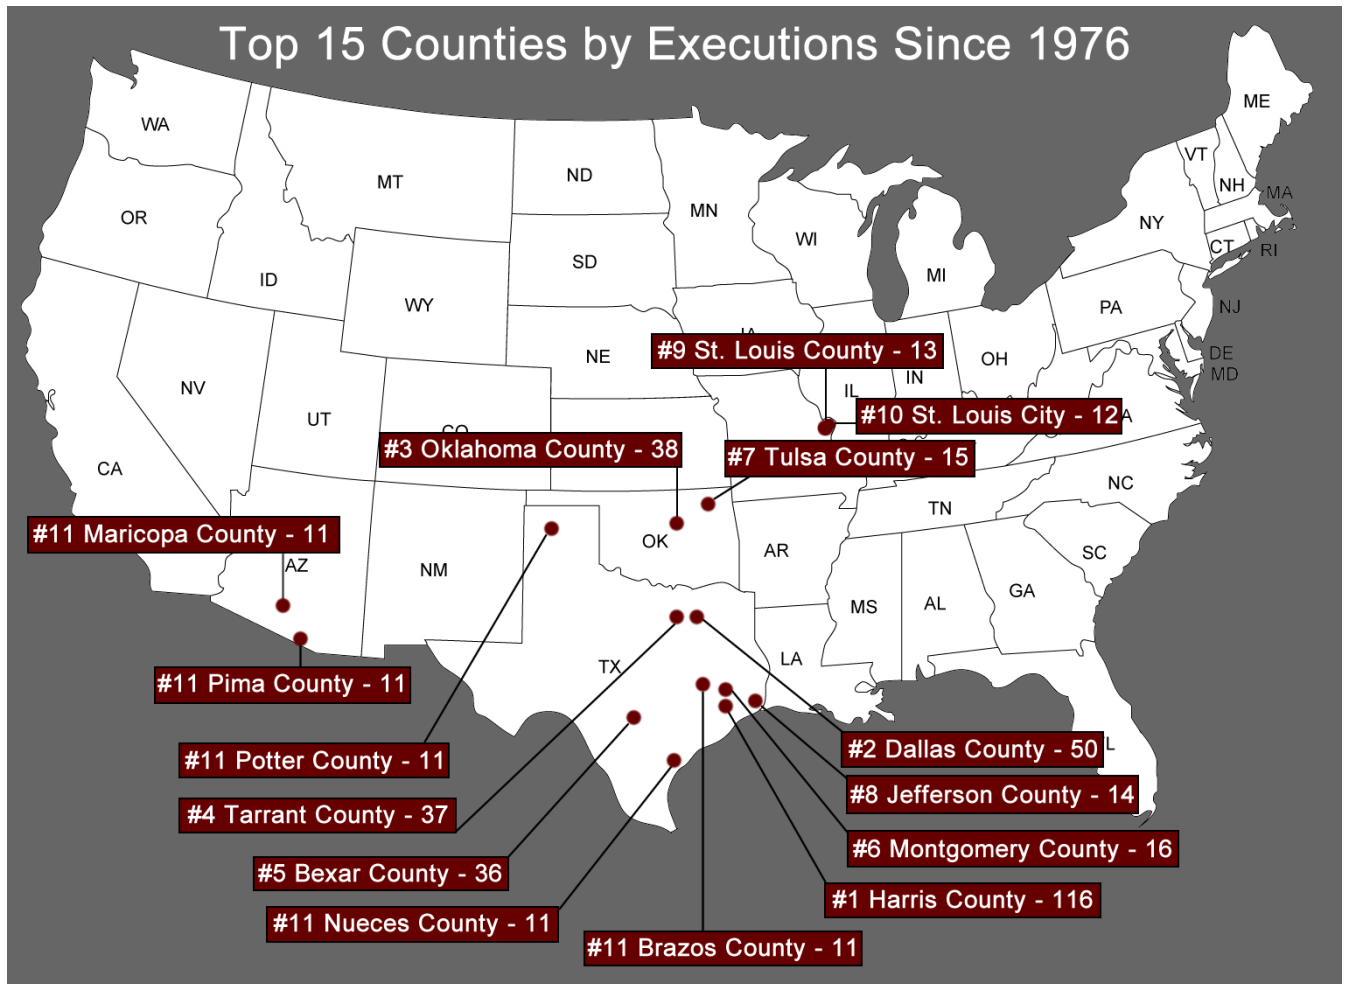 Top 15 Counties by Executions Since 1976
ME
WA
VT
MT
ND
NH
MA
OR
MN
NY
WI
CT
RI
SD
MI
ID
WY
PA
NJ
IA
#9 St. Louis County - 13
DE
NE
OH
MD
NV
IN
IL
UT
#10 St. Louis City - 12
A
CO
#3 Oklahoma County - 38
#7 Tulsa County - 15
CA
NC
TN
#11 Maricopa County - 11
OK
AR
SC
AZ
NM
GA
MS
AL
LA
TX
#11 Pima County - 11
#2 Dallas County - 50
L
#11 Potter County - 11
#8 Jefferson County - 14
#4 Tarrant County - 37
#6 Montgomery County - 16
#5 Bexar County - 36
#1 Harris County - 116
#11 Nueces County - 11
#11 Brazos County - 11